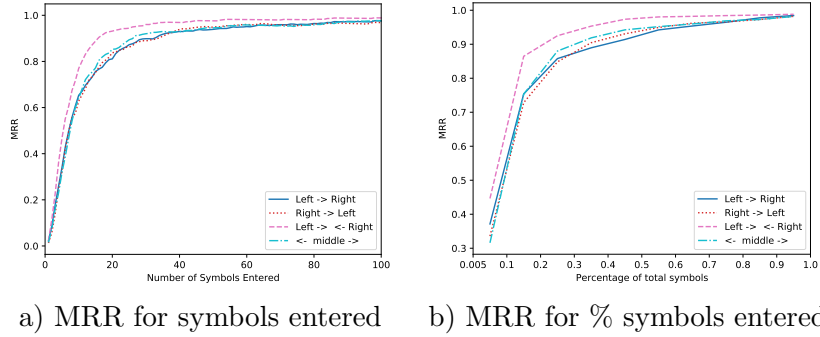 1.0
0.8
0.6
0.4
0.2
0.0
MRR
0 20 40 60 80 100
Number of Symbols Entered
Left -> Right
Right -> Left
Left -> <- Right
<- middle ->
a) MRR for symbols entered
1.0
0.9
0.8
0.7
0.6
0.5
0.4
0.3
MRR
0.005 0.1 0.2 0.3 0.4 0.5 0.6 0.7 0.8 0.9 1.0
Percentage of total symbols
Left -> Right
Right -> Left
Left -> <- Right
<- middle ->
b) MRR for % symbols entered